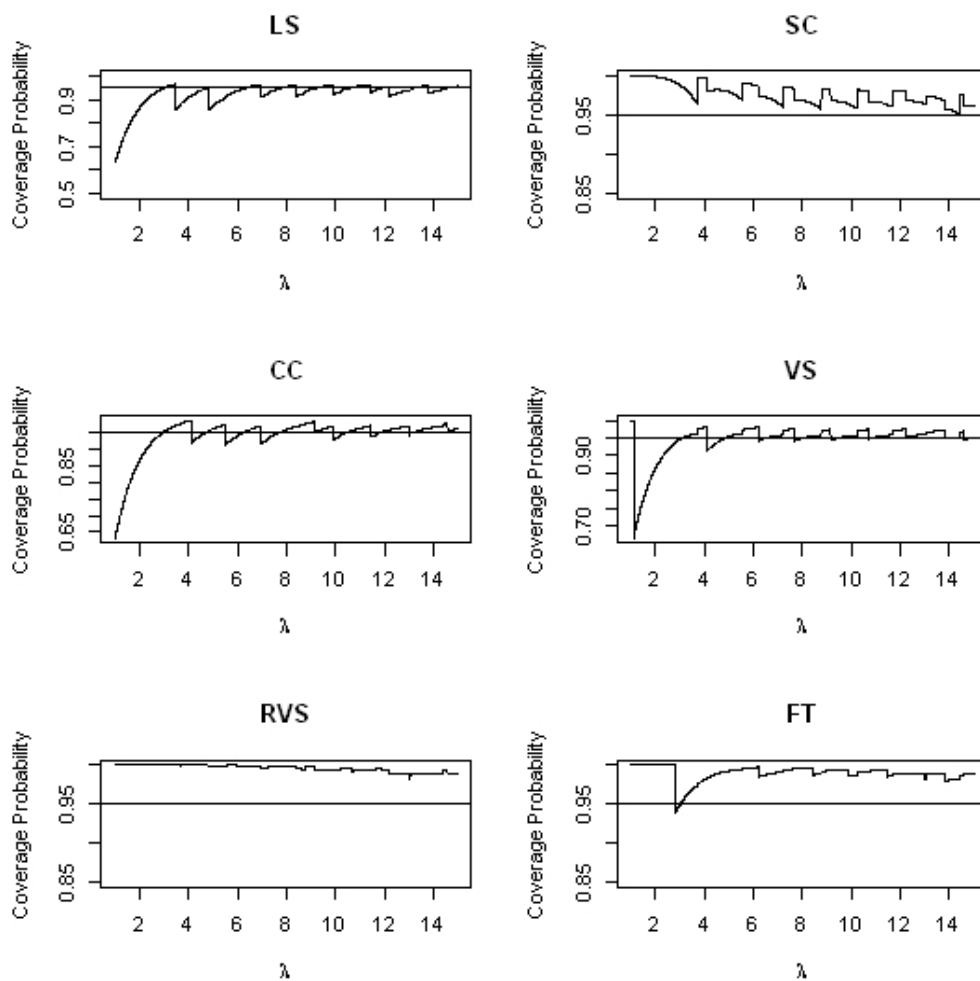 LS
Coverage Probability
0.5 0.7 0.9
2 4 6 8 10 12 14
λ
SC
Coverage Probability
0.85 0.95
2 4 6 8 10 12 14
λ
CC
Coverage Probability
0.65 0.85
2 4 6 8 10 12 14
λ
VS
Coverage Probability
0.70 0.90
2 4 6 8 10 12 14
λ
RVS
Coverage Probability
0.85 0.95
2 4 6 8 10 12 14
λ
FT
Coverage Probability
0.85 0.95
2 4 6 8 10 12 14
λ